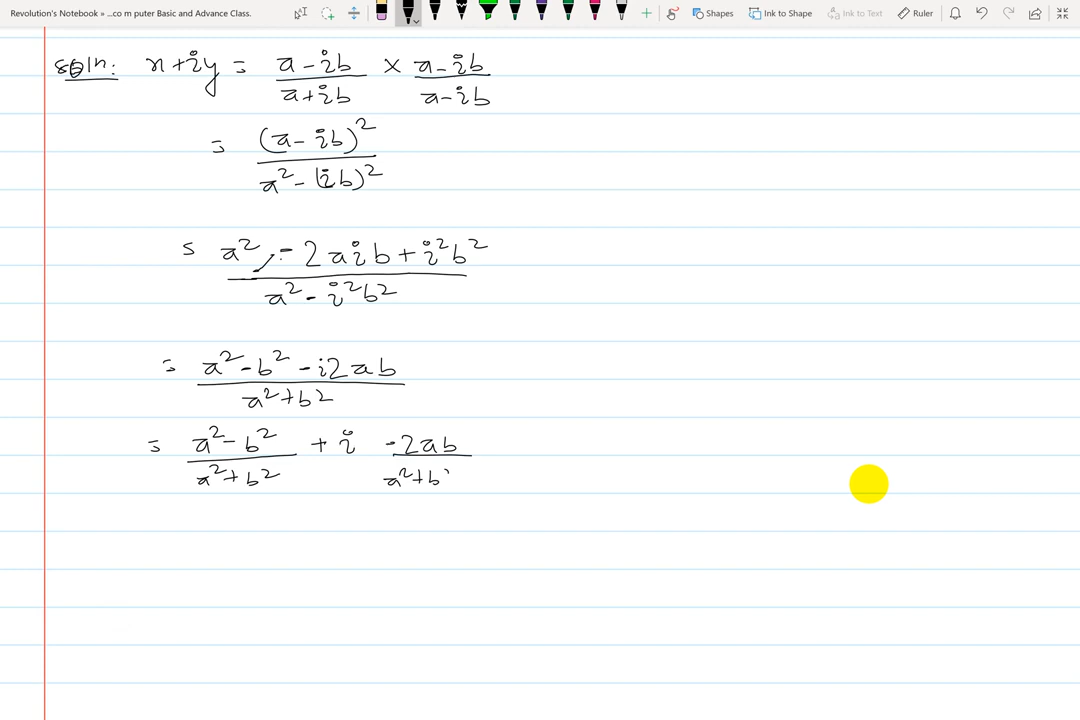 Revolution's Notebook » ...co m puter Basic and Advance Class.
Shapes Ink to Shape Ink to Text Ruler
soln: x+iy = a-ib/a+ib × a-ib/a-ib
= (a-ib)²/a²-(ib)²
= a² - 2aib+i²b²/a²-i²b²
= a²-b²-i2ab/a²+b²
= a²-b²/a²+b² + i -2ab/a²+b²